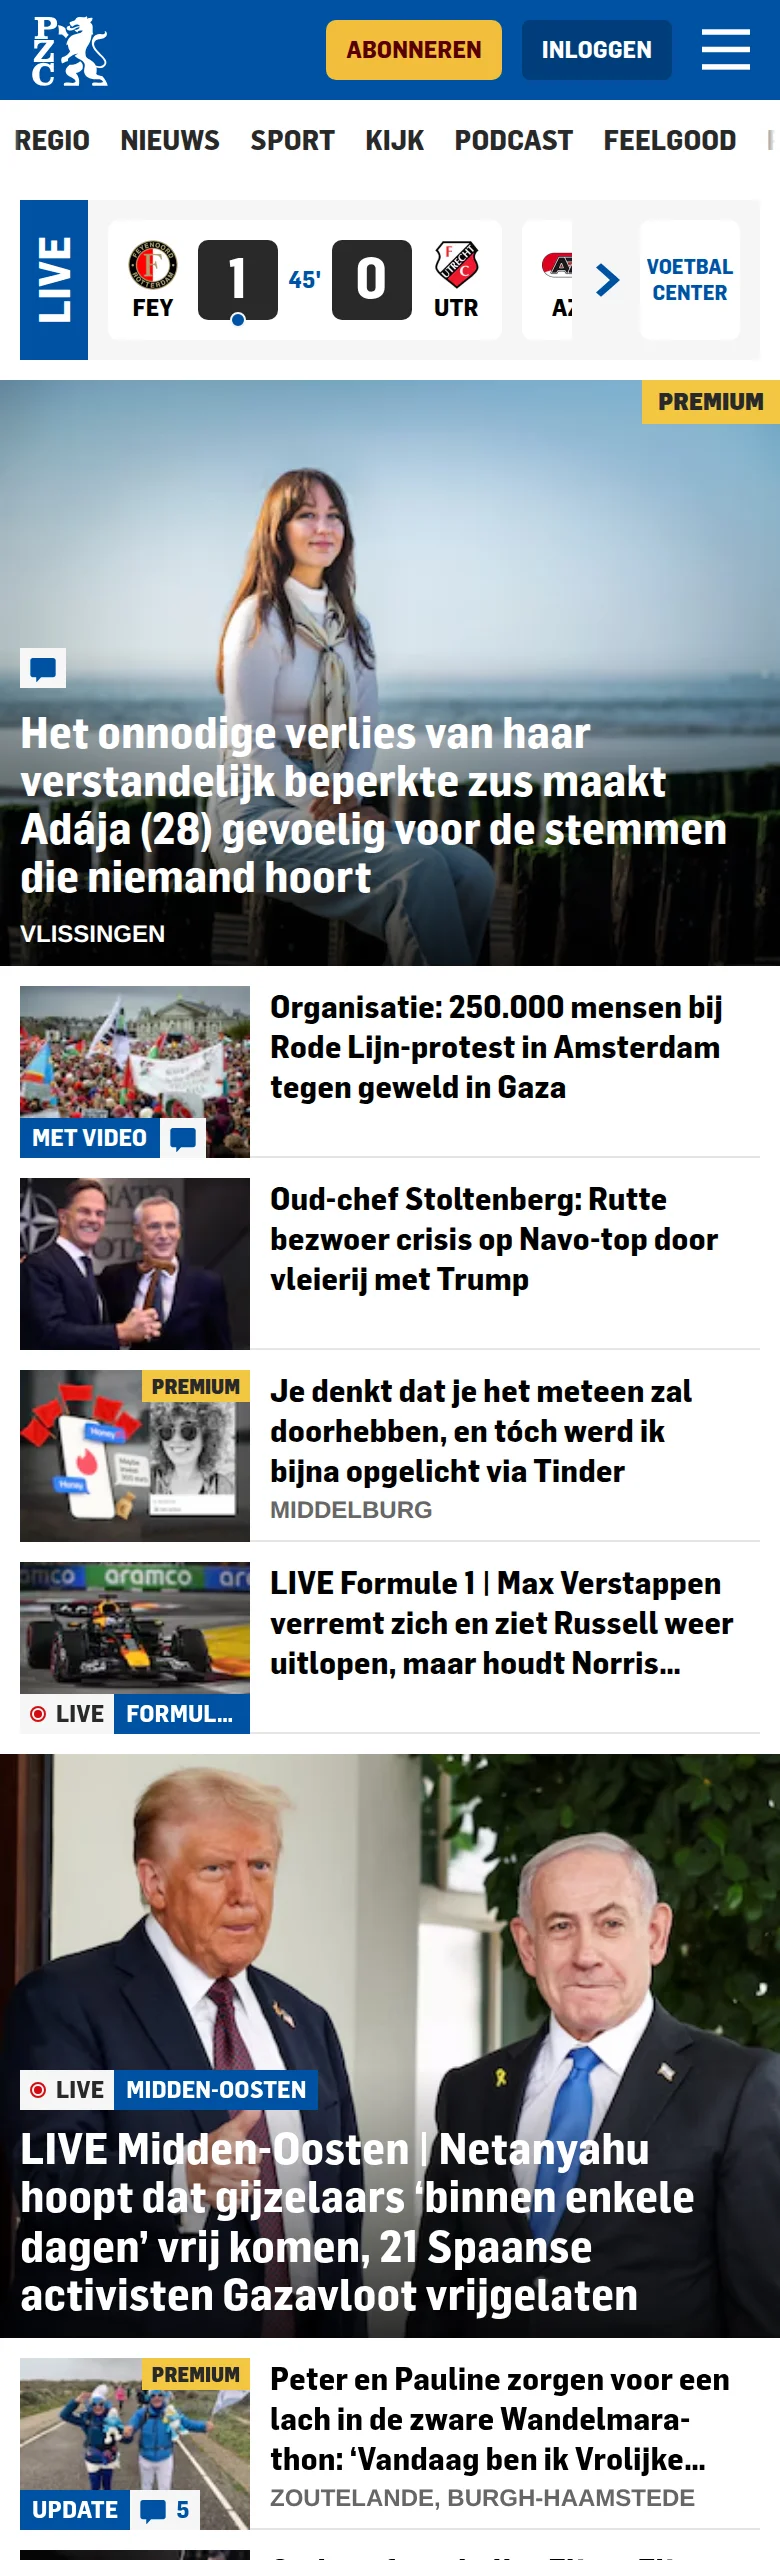 PZC
ABONNEREN
INLOGGEN
REGIO NIEUWS SPORT KIJK PODCAST FEELGOOD
LIVE
FEY
1
45'
0
UTR
AZ
VOETBAL
CENTER
PREMIUM
Het onnodige verlies van haar
verstandelijk beperkte zus maakt
Adája (28) gevoelig voor de stemmen
die niemand hoort
VLISSINGEN
Organisatie: 250.000 mensen bij
Rode Lijn-protest in Amsterdam
tegen geweld in Gaza
MET VIDEO
Oud-chef Stoltenberg: Rutte
bezwoer crisis op Navo-top door
vleierij met Trump
PREMIUM
Honey
Honey
Je denkt dat je het meteen zal
doorhebben, en tóch werd ik
bijna opgelicht via Tinder
MIDDELBURG
aramco
LIVE FORMUL...
LIVE Formule 1 | Max Verstappen
verremt zich en ziet Russell weer
uitlopen, maar houdt Norris...
LIVE MIDDEN-OOSTEN
LIVE Midden-Oosten | Netanyahu
hoopt dat gijzelaars ‘binnen enkele
dagen’ vrij komen, 21 Spaanse
activisten Gazavloot vrijgelaten
PREMIUM
UPDATE 5
Peter en Pauline zorgen voor een
lach in de zware Wandelmara-
thon: ‘Vandaag ben ik Vrolijke...
ZOUTELANDE, BURGH-HAAMSTEDE